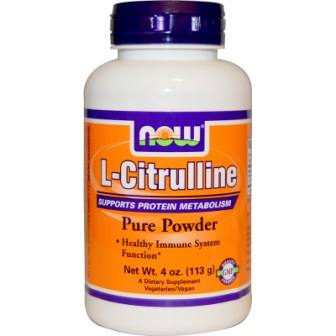 now
L-Citrulline
SUPPORTS PROTEIN METABOLISM
Pure Powder
• Healthy Immune System
Function*
Net Wt. 4 oz. (113 g)
A Dietary Supplement
Vegetarian/Vegan
GMP